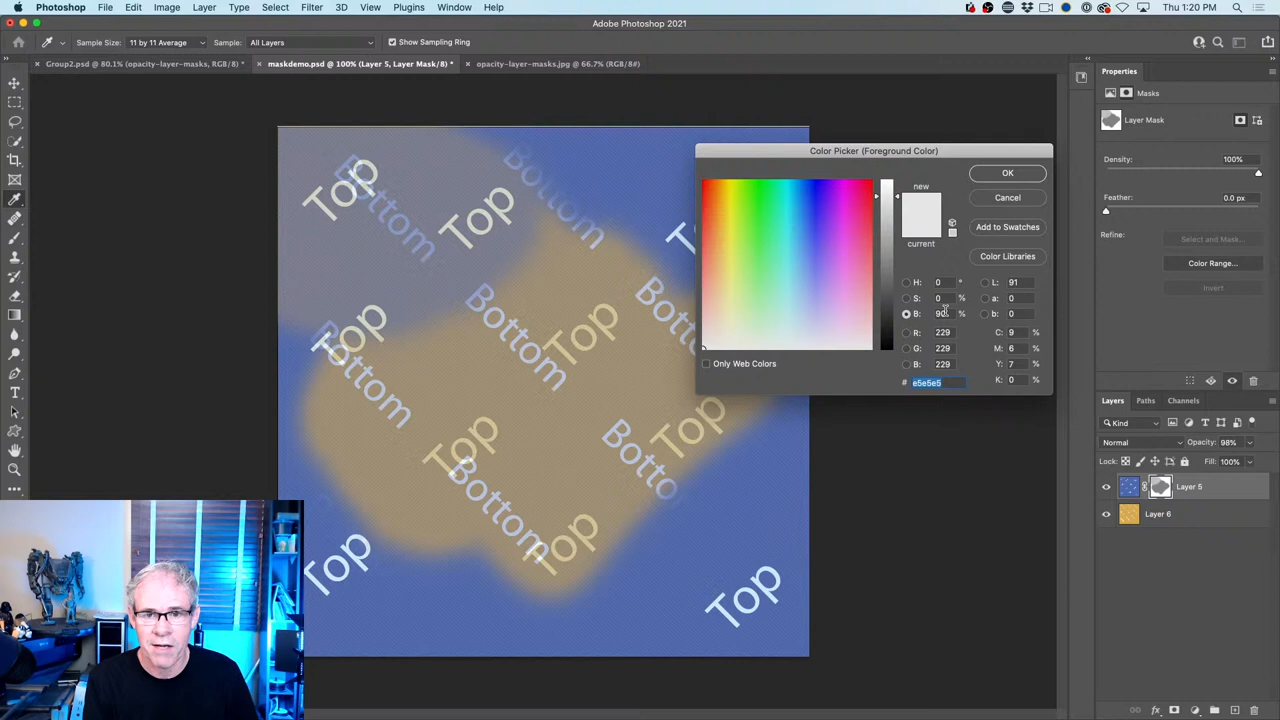 Photoshop File Edit Image Layer Type Select Filter 3D View Plugins Window Help Thu 1:20 PM
Adobe Photoshop 2021
Sample Size: 11 by 11 Average Sample: All Layers Show Sampling Ring
Group2.psd @ 80.1% (opacity-layer-masks, RGB/8) * maskdemo.psd @ 100% (Layer 5, Layer Mask/8) * opacity-layer-masks.jpg @ 66.7% (RGB/8#)
Properties
Masks
Layer Mask
Density: 100%
Feather: 0.0 px
Refine: Select and Mask...
Color Range...
Invert
Color Picker (Foreground Color)
new
current
OK
Cancel
Add to Swatches
Color Libraries
H: 0 ° L: 91
S: 0 % a: 0
B: 90 % b: 0
R: 229 C: 9 %
G: 229 M: 6 %
B: 229 Y: 7 %
# e5e5e5 K: 0 %
Only Web Colors
Top
Bottom
Top
Bottom
Top
Bottom
Top
Bottom
Top
Bottom
Top
Botto
Top
Bottom
Top
Top
Top
Layers Paths Channels
Kind
Normal Opacity: 98%
Lock: Fill: 100%
Layer 5
Layer 6